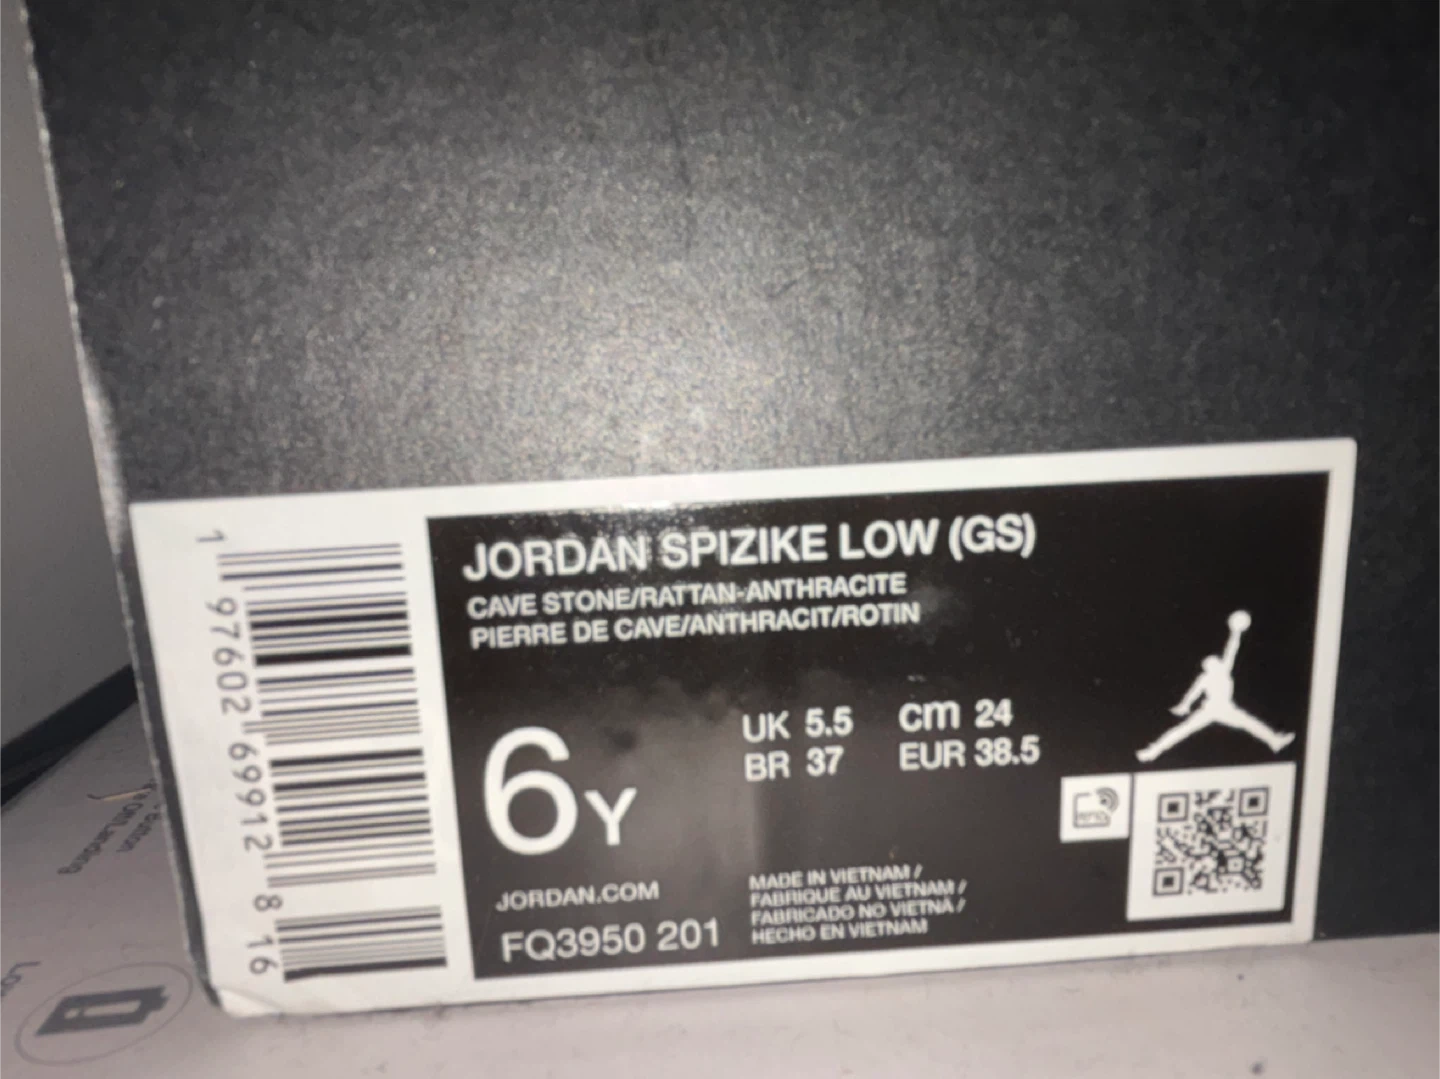 JORDAN SPIZIKE LOW (GS)
CAVE STONE/RATTAN-ANTHRACITE
PIERRE DE CAVE/ANTHRACIT/ROTIN
6Y
UK 5.5 cm 24
BR 37 EUR 38.5
JORDAN.COM
FQ3950 201
MADE IN VIETNAM /
FABRIQUE AU VIETNAM /
FABRICADO NO VIETNÃ /
HECHO EN VIETNAM
1 97602 69912 8 16
Button
Landing